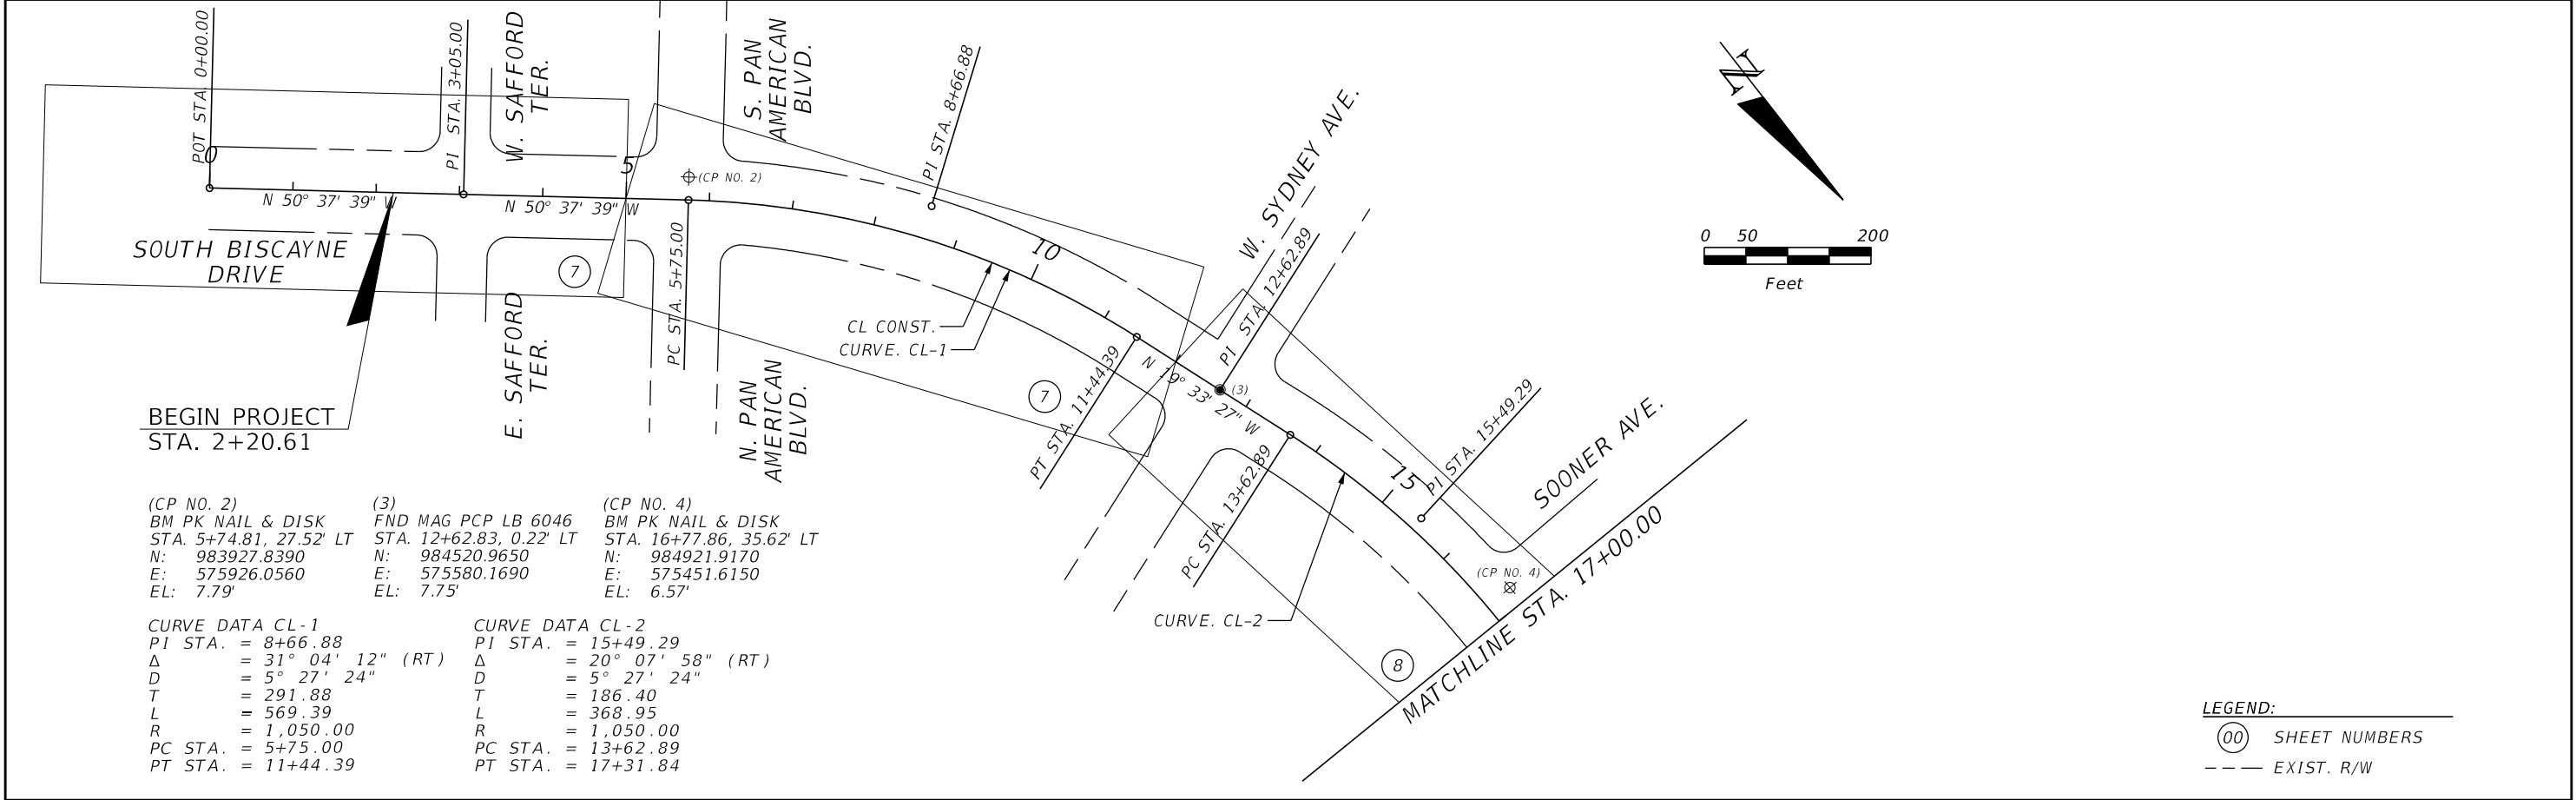 POT STA. 0+00.00
PI STA. 3+05.00
W. SAFFORD
TER.
S. PAN
AMERICAN
BLVD.
PI STA. 8+66.88
W. SYDNEY AVE.
N
0
5
10
15
(CP NO. 2)
N 50° 37' 39" W
N 50° 37' 39" W
SOUTH BISCAYNE
DRIVE
7
PC STA. 5+75.00
CL CONST.
CURVE. CL-1
PI STA. 12+62.89
0 50 200
Feet
E. SAFFORD
TER.
N. PAN
AMERICAN
BLVD.
7
PT STA. 11+44.39
N 19° 33' 27" W
(3)
PI STA. 15+49.29
SOONER AVE.
BEGIN PROJECT
STA. 2+20.61
PC STA. 13+62.89
(CP NO. 4)
CURVE. CL-2
8
MATCHLINE STA. 17+00.00
(CP NO. 2)
BM PK NAIL & DISK
STA. 5+74.81, 27.52' LT
N: 983927.8390
E: 575926.0560
EL: 7.79'
(3)
FND MAG PCP LB 6046
STA. 12+62.83, 0.22' LT
N: 984520.9650
E: 575580.1690
EL: 7.75'
(CP NO. 4)
BM PK NAIL & DISK
STA. 16+77.86, 35.62' LT
N: 984921.9170
E: 575451.6150
EL: 6.57'
CURVE DATA CL-1
PI STA. = 8+66.88
Δ = 31° 04' 12" (RT)
D = 5° 27' 24"
T = 291.88
L = 569.39
R = 1,050.00
PC STA. = 5+75.00
PT STA. = 11+44.39
CURVE DATA CL-2
PI STA. = 15+49.29
Δ = 20° 07' 58" (RT)
D = 5° 27' 24"
T = 186.40
L = 368.95
R = 1,050.00
PC STA. = 13+62.89
PT STA. = 17+31.84
LEGEND:
00 SHEET NUMBERS
EXIST. R/W